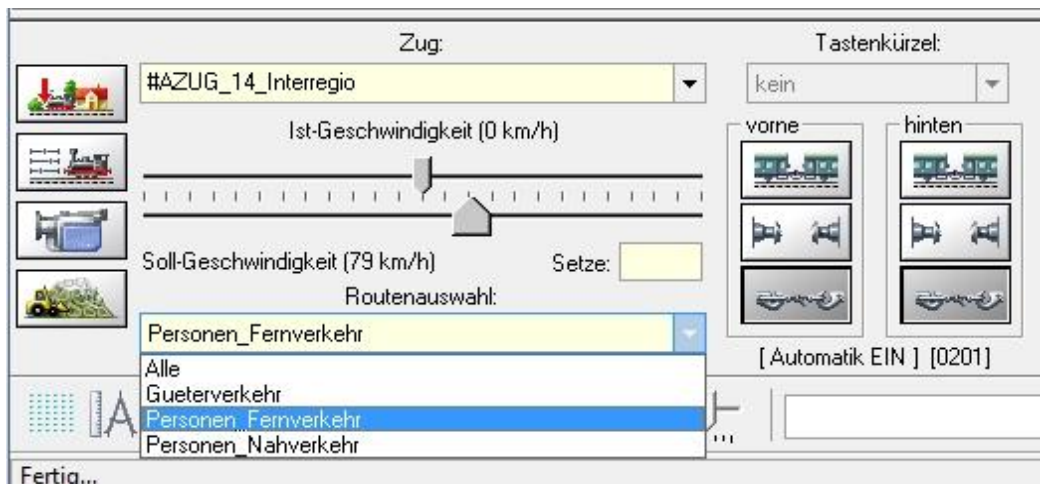 Zug:
#AZUG_14_Interregio
Ist-Geschwindigkeit (0 km/h)
Soll-Geschwindigkeit (79 km/h)
Setze:
Routenauswahl:
Personen_Fernverkehr
Alle
Gueterverkehr
Personen_Fernverkehr
Personen_Nahverkehr
Tastenkürzel:
kein
vorne
hinten
[ Automatik EIN ] [0201]
Fertig...